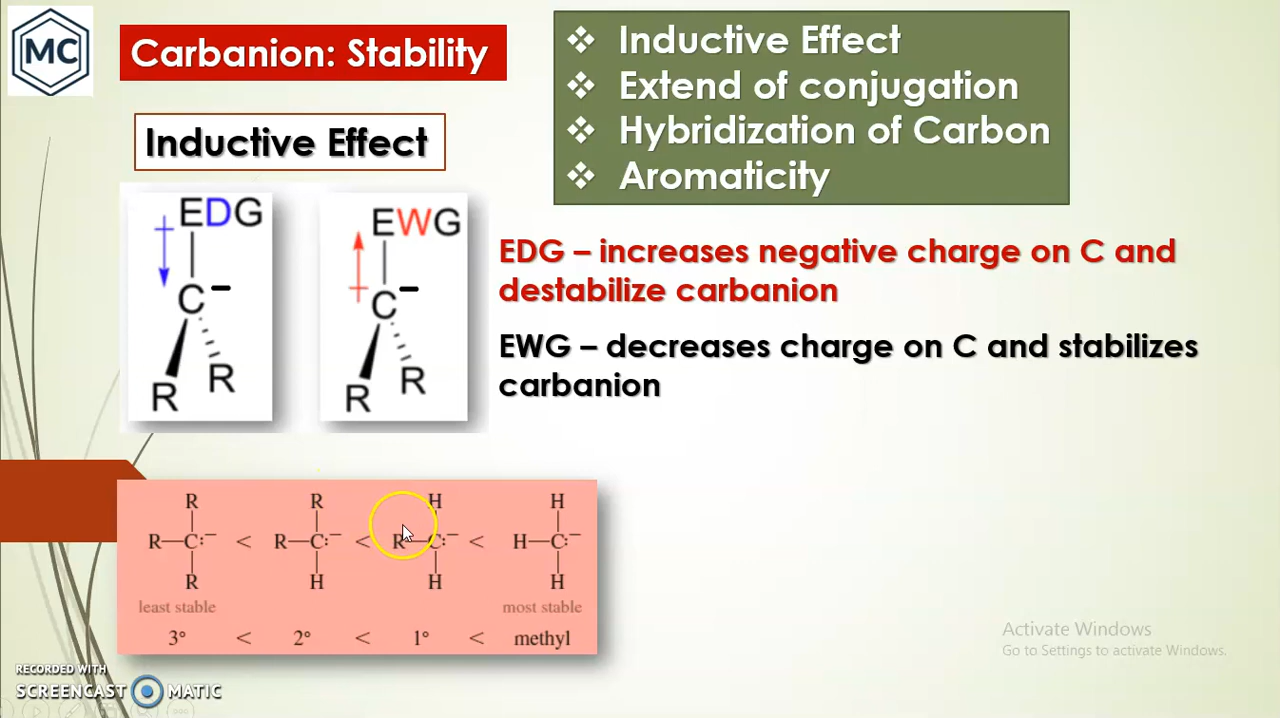 MC
Carbanion: Stability
❖ Inductive Effect
❖ Extend of conjugation
❖ Hybridization of Carbon
❖ Aromaticity
Inductive Effect
EDG
C –
R R
EWG
C –
R R
EDG – increases negative charge on C and
destabilize carbanion
EWG – decreases charge on C and stabilizes
carbanion
R R H H
R—C:⁻ < R—C:⁻ < R—C:⁻ < H—C:⁻
R H H H
least stable most stable
3° < 2° < 1° < methyl
Activate Windows
Go to Settings to activate Windows.
RECORDED WITH
SCREENCAST MATIC